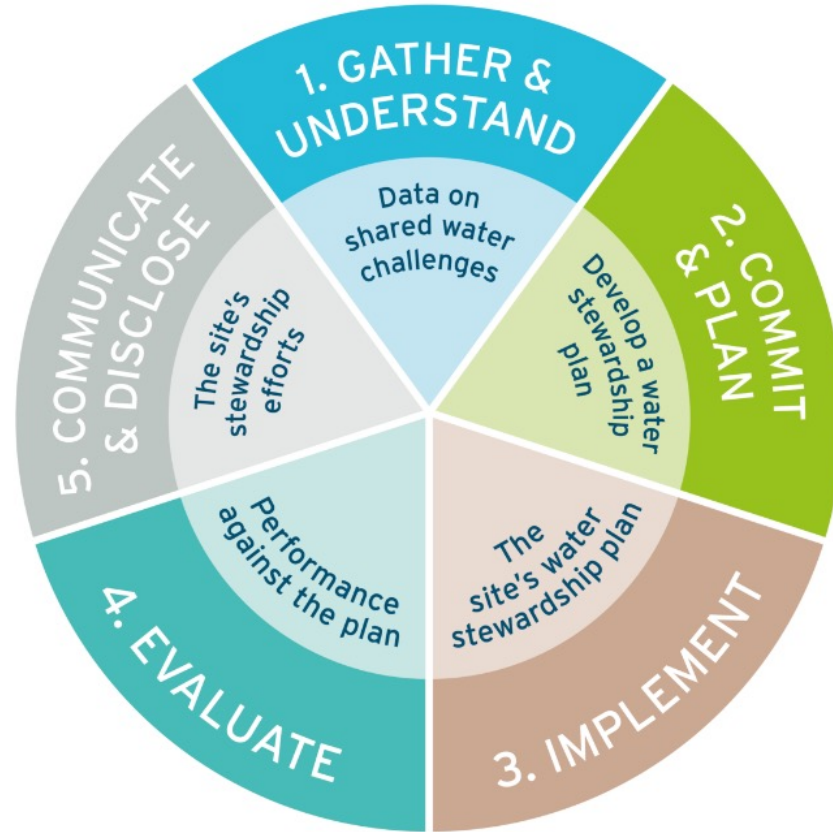 1. GATHER &
UNDERSTAND
Data on
shared water
challenges
2. COMMIT
& PLAN
Develop a water
stewardship
plan
3. IMPLEMENT
The
site's water
stewardship plan
4. EVALUATE
Performance
against the plan
5. COMMUNICATE
& DISCLOSE
The site's
stewardship
efforts